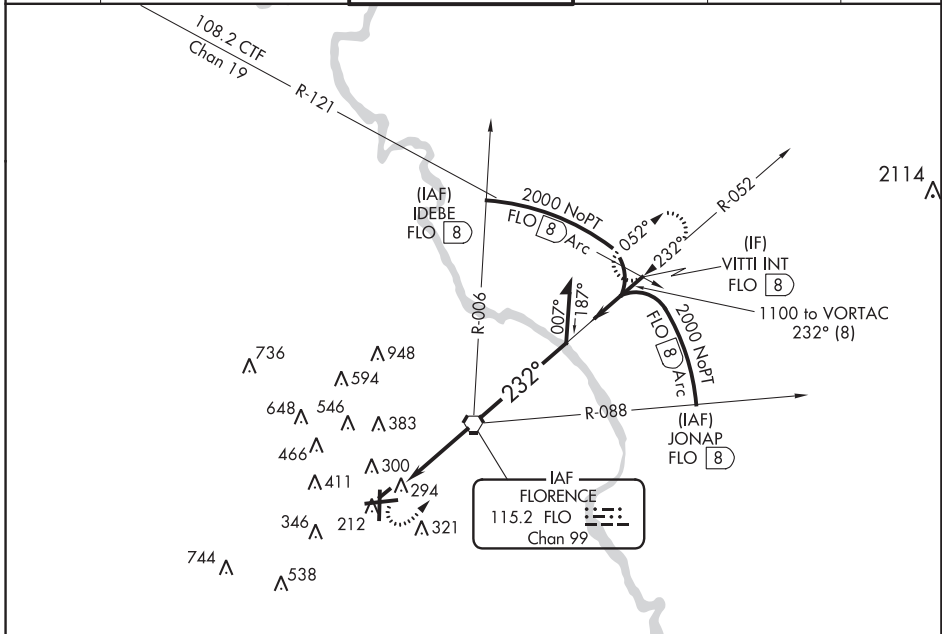 108.2 CTF
Chan 19
R-121
2114
(IAF)
IDEBE
FLO 8
2000 NoPT
FLO 8 Arc
052°
232°
R-052
(IF)
VITTI INT
FLO 8
1100 to VORTAC
232° (8)
R-006
007°
187°
2000 NoPT
FLO 8 Arc
232°
R-088
(IAF)
JONAP
FLO 8
736
948
594
648
546
383
466
300
411
294
346
212
321
744
538
IAF
FLORENCE
115.2 FLO
Chan 99